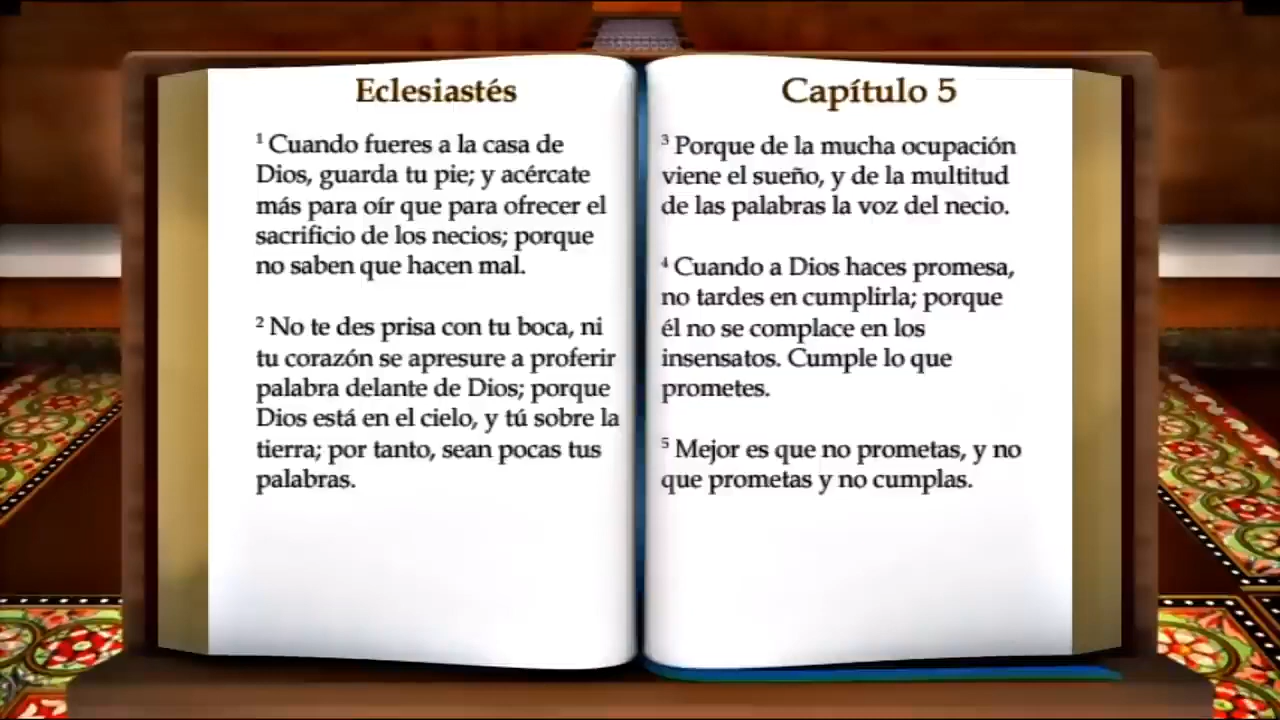 Eclesiastés
1 Cuando fueres a la casa de
Dios, guarda tu pie; y acércate
más para oír que para ofrecer el
sacrificio de los necios; porque
no saben que hacen mal.
2 No te des prisa con tu boca, ni
tu corazón se apresure a proferir
palabra delante de Dios; porque
Dios está en el cielo, y tú sobre la
tierra; por tanto, sean pocas tus
palabras.
Capítulo 5
3 Porque de la mucha ocupación
viene el sueño, y de la multitud
de las palabras la voz del necio.
4 Cuando a Dios haces promesa,
no tardes en cumplirla; porque
él no se complace en los
insensatos. Cumple lo que
prometes.
5 Mejor es que no prometas, y no
que prometas y no cumplas.